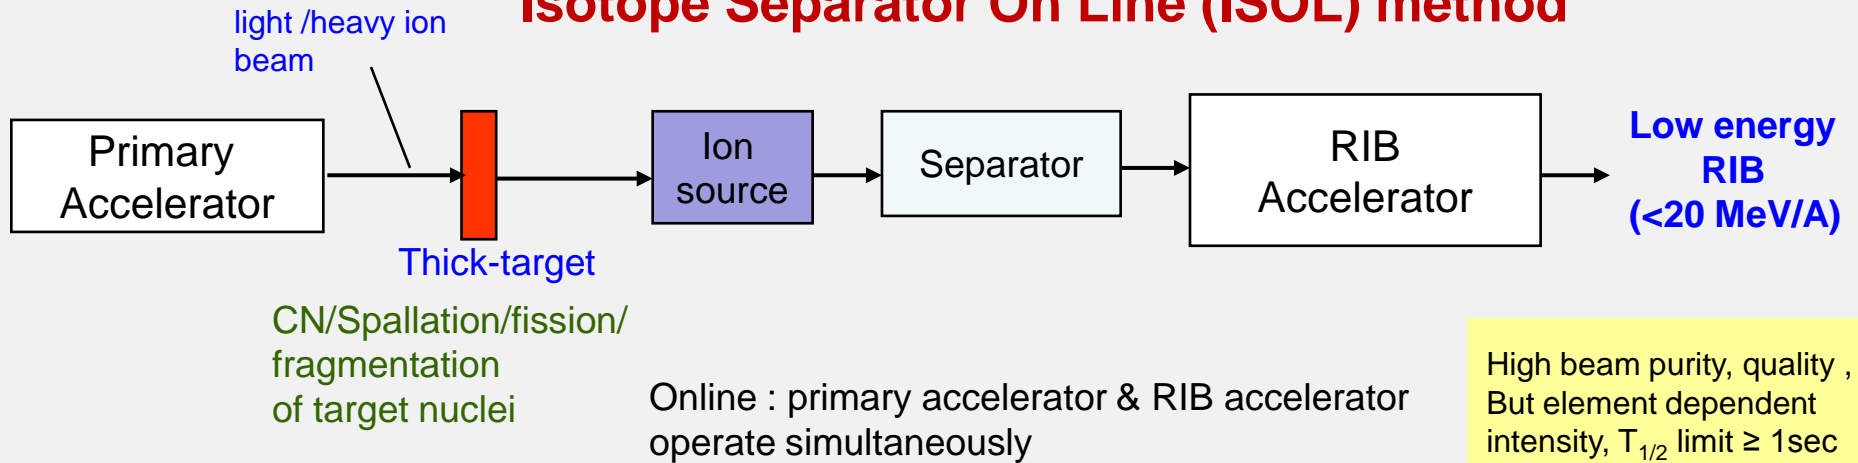 Isotope Separator On Line (ISOL) method
light /heavy ion
beam
Primary
Accelerator
Thick-target
Ion
source
Separator
RIB
Accelerator
Low energy
RIB
(<20 MeV/A)
CN/Spallation/fission/
fragmentation
of target nuclei
Online : primary accelerator & RIB accelerator
operate simultaneously
High beam purity, quality ,
But element dependent
intensity, T1/2 limit ≥ 1sec